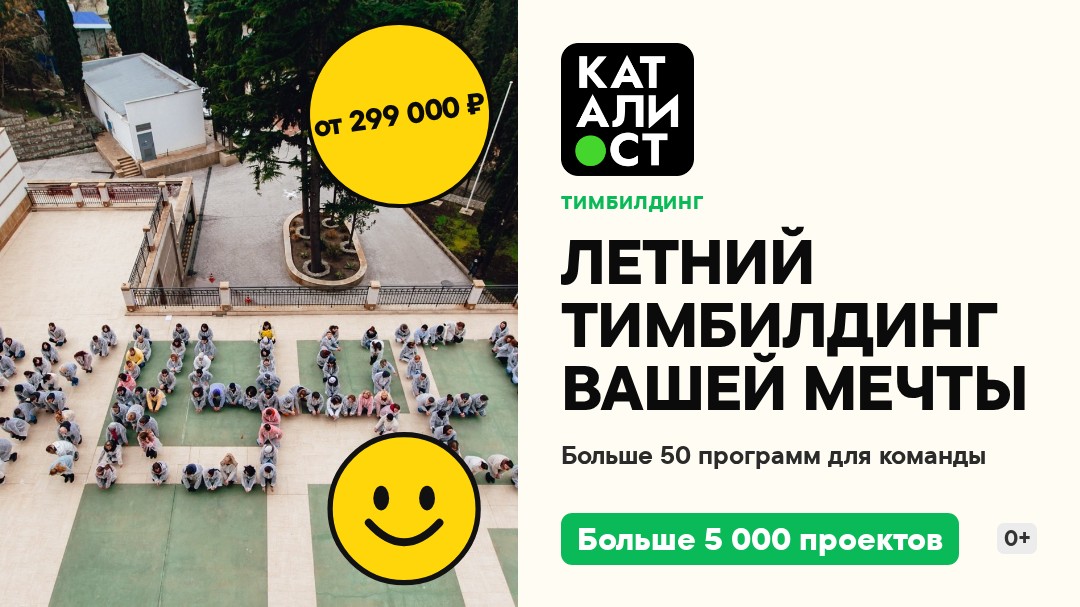 от 299 000 ₽
КАТ
АЛИ
СТ
ТИМБИЛДИНГ
ЛЕТНИЙ
ТИМБИЛДИНГ
ВАШЕЙ МЕЧТЫ
Больше 50 программ для команды
Больше 5 000 проектов
0+